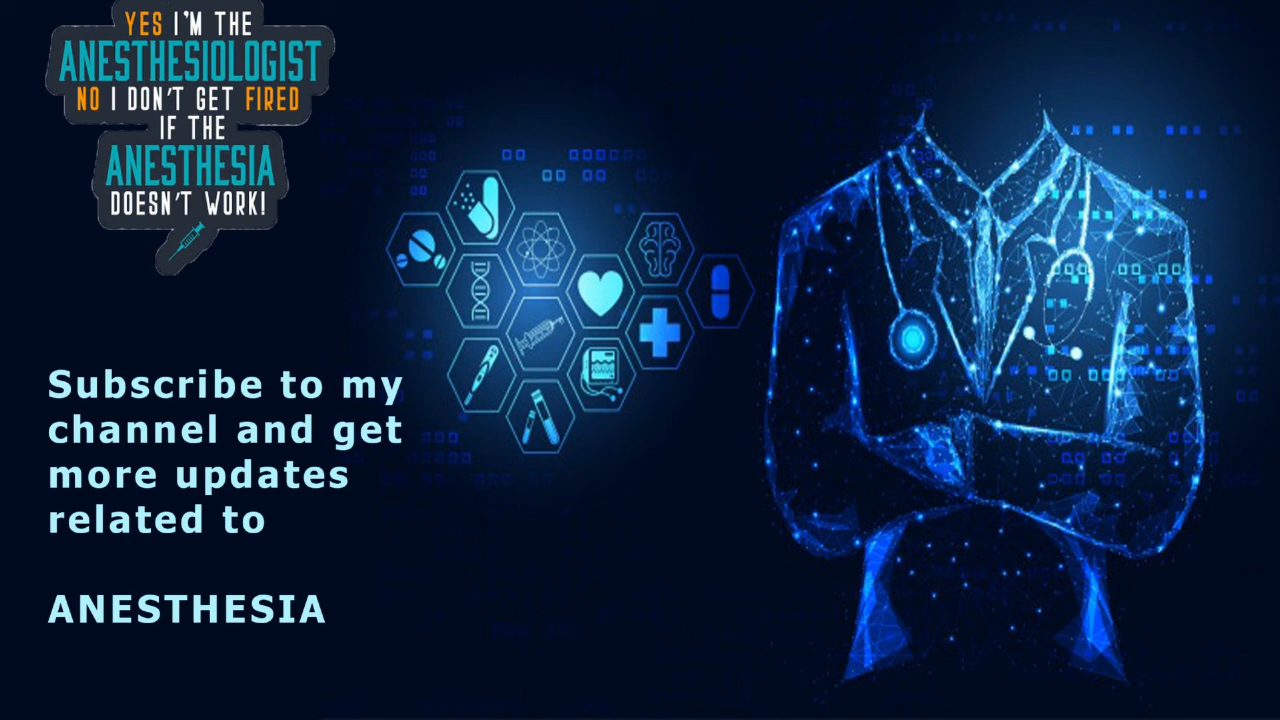 YES I'M THE
ANESTHESIOLOGIST
NO I DON'T GET FIRED
IF THE
ANESTHESIA
DOESN'T WORK!
Subscribe to my
channel and get
more updates
related to
ANESTHESIA